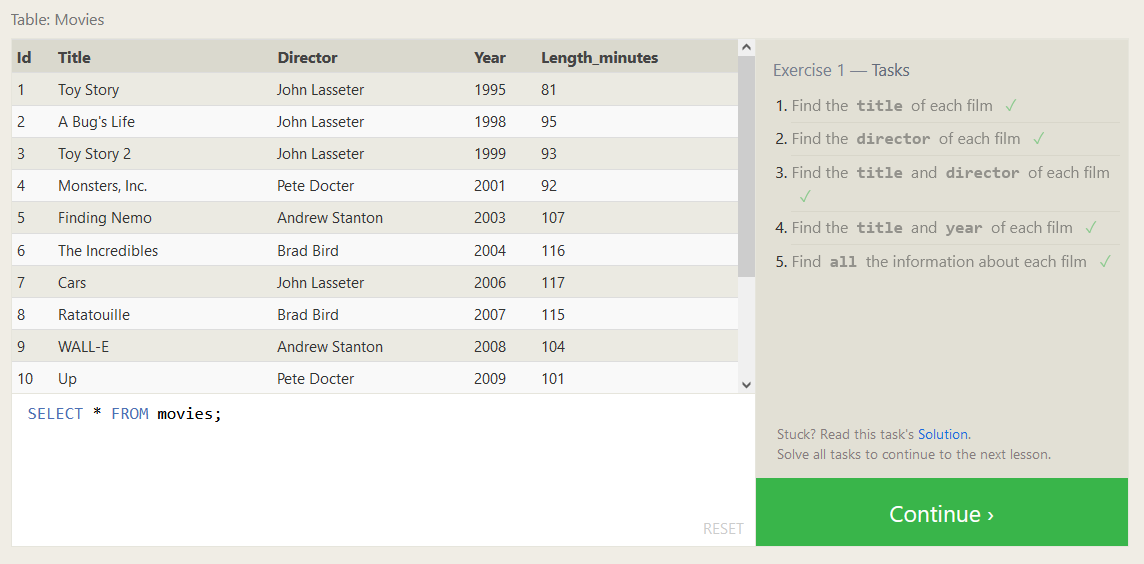 Table: Movies
Id Title Director Year Length_minutes
1 Toy Story John Lasseter 1995 81
2 A Bug's Life John Lasseter 1998 95
3 Toy Story 2 John Lasseter 1999 93
4 Monsters, Inc. Pete Docter 2001 92
5 Finding Nemo Andrew Stanton 2003 107
6 The Incredibles Brad Bird 2004 116
7 Cars John Lasseter 2006 117
8 Ratatouille Brad Bird 2007 115
9 WALL-E Andrew Stanton 2008 104
10 Up Pete Docter 2009 101
SELECT * FROM movies;
RESET
Exercise 1 — Tasks
1. Find the title of each film ✓
2. Find the director of each film ✓
3. Find the title and director of each film
✓
4. Find the title and year of each film ✓
5. Find all the information about each film ✓
Stuck? Read this task's Solution.
Solve all tasks to continue to the next lesson.
Continue ›